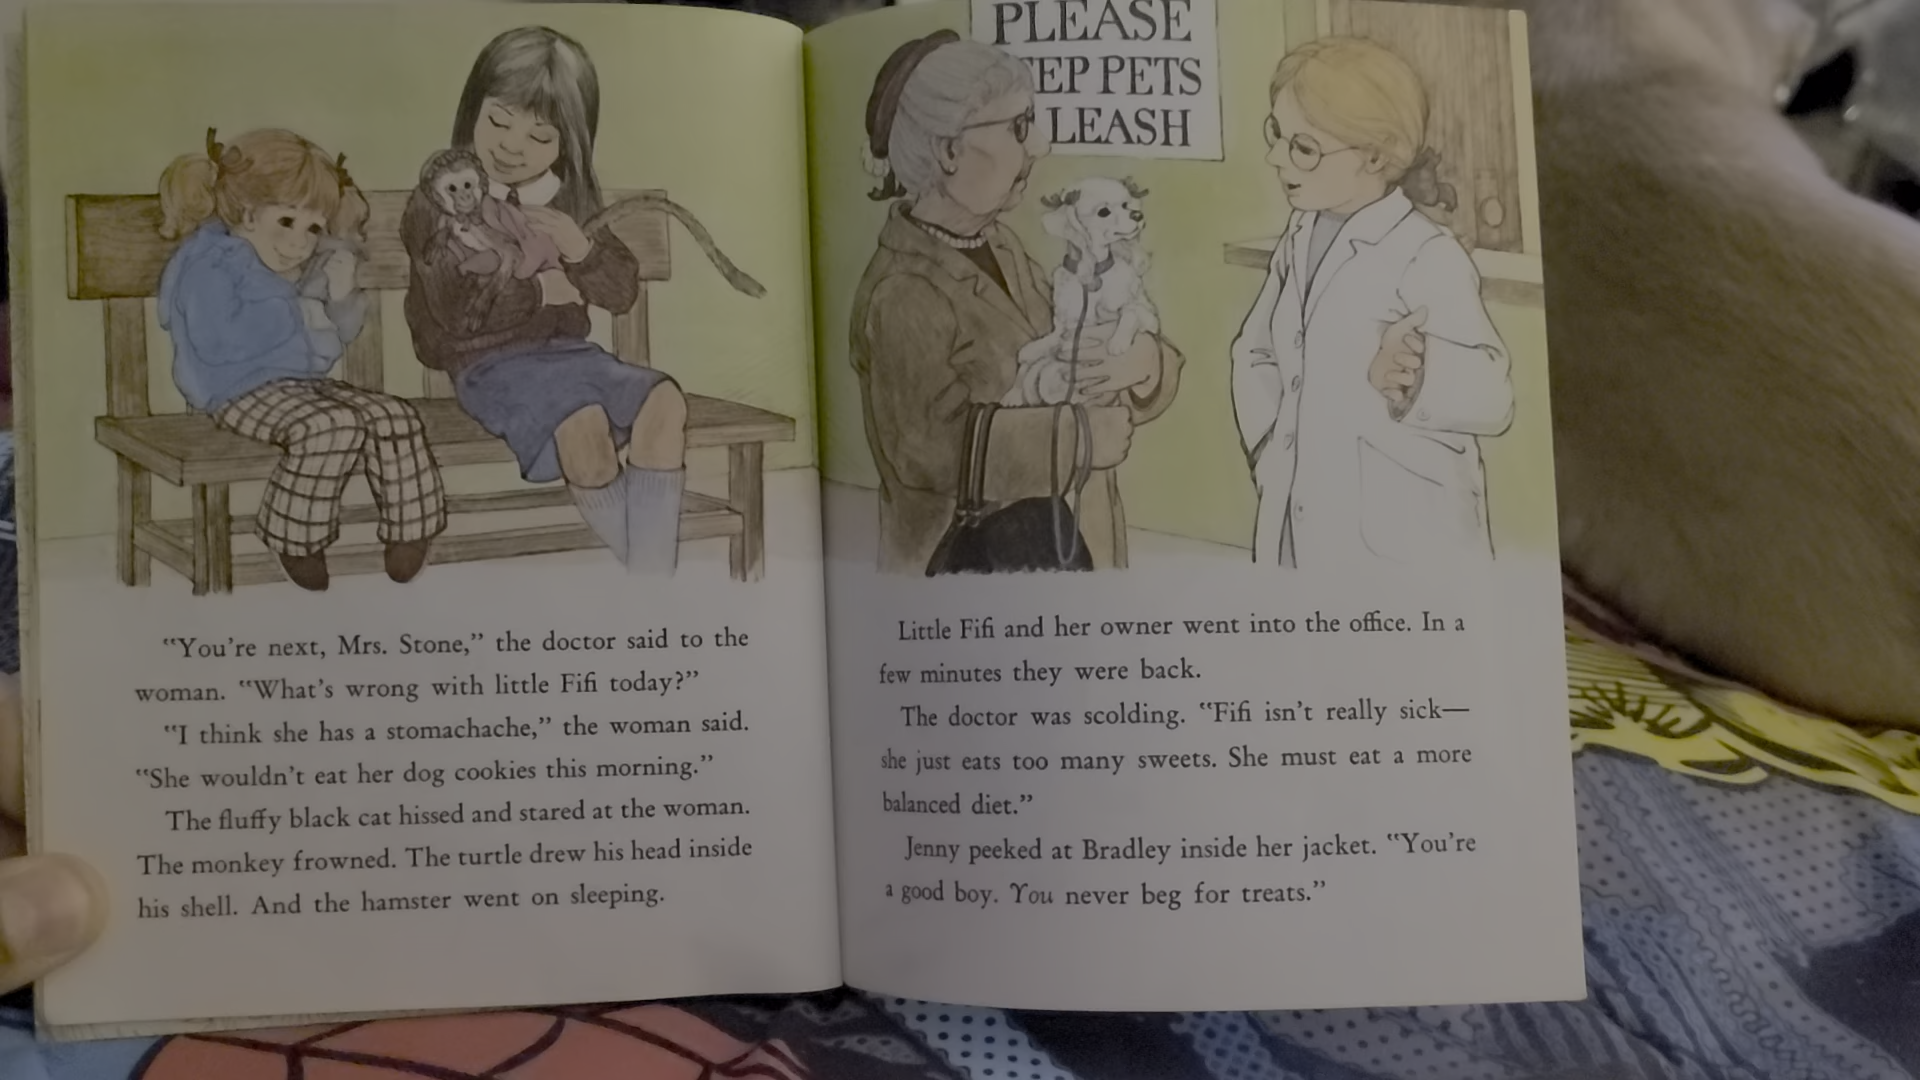 "You're next, Mrs. Stone," the doctor said to the
woman. "What's wrong with little Fifi today?"
"I think she has a stomachache," the woman said.
"She wouldn't eat her dog cookies this morning."
The fluffy black cat hissed and stared at the woman.
The monkey frowned. The turtle drew his head inside
his shell. And the hamster went on sleeping.
PLEASE
EP PETS
LEASH
Little Fifi and her owner went into the office. In a
few minutes they were back.
The doctor was scolding. "Fifi isn't really sick—
she just eats too many sweets. She must eat a more
balanced diet."
Jenny peeked at Bradley inside her jacket. "You're
a good boy. You never beg for treats."